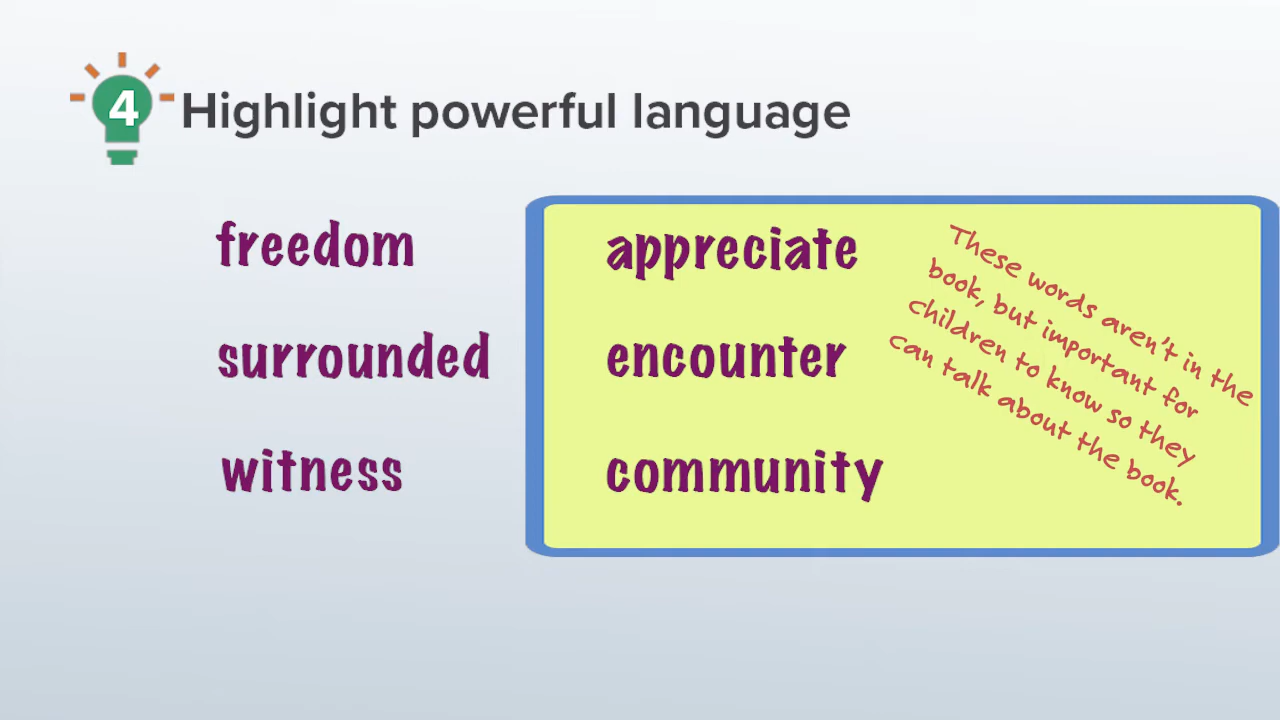 4 Highlight powerful language
freedom
surrounded
witness
appreciate
encounter
community
These words aren't in the
book, but important for
children to know so they
can talk about the book.